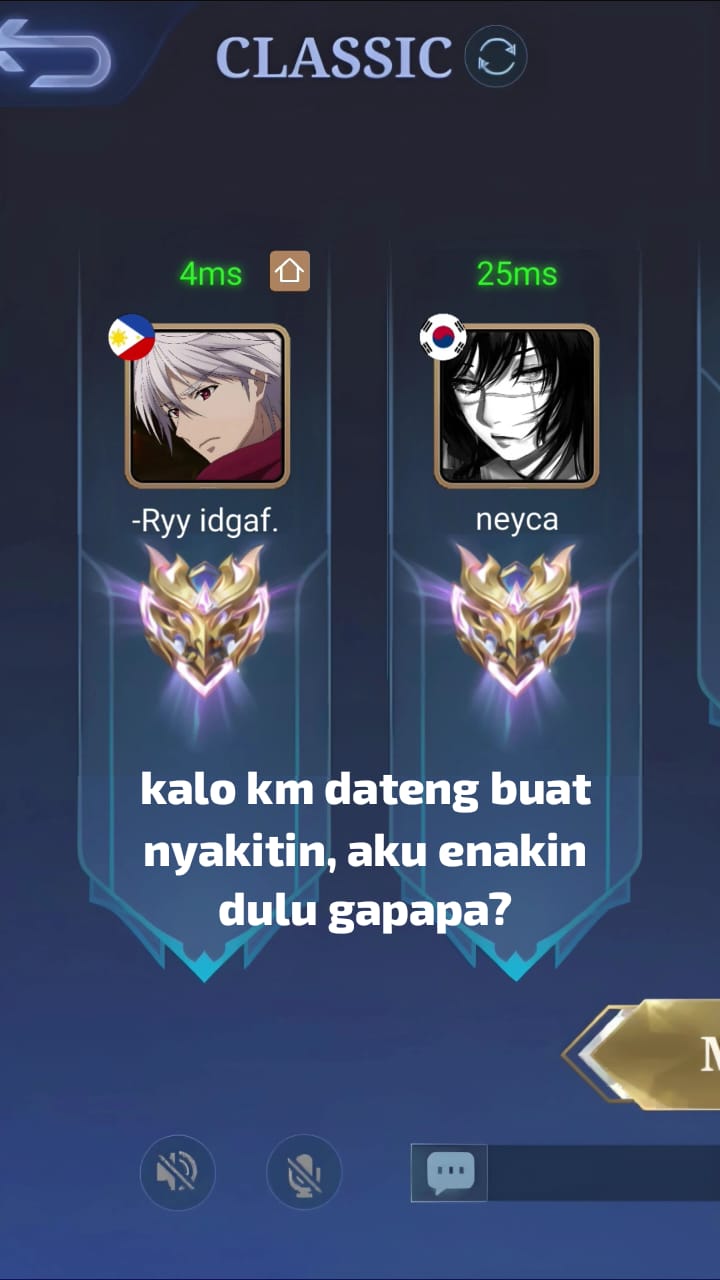 CLASSIC
4ms
25ms
-Ryy idgaf.
neyca
kalo km dateng buat
nyakitin, aku enakin
dulu gapapa?